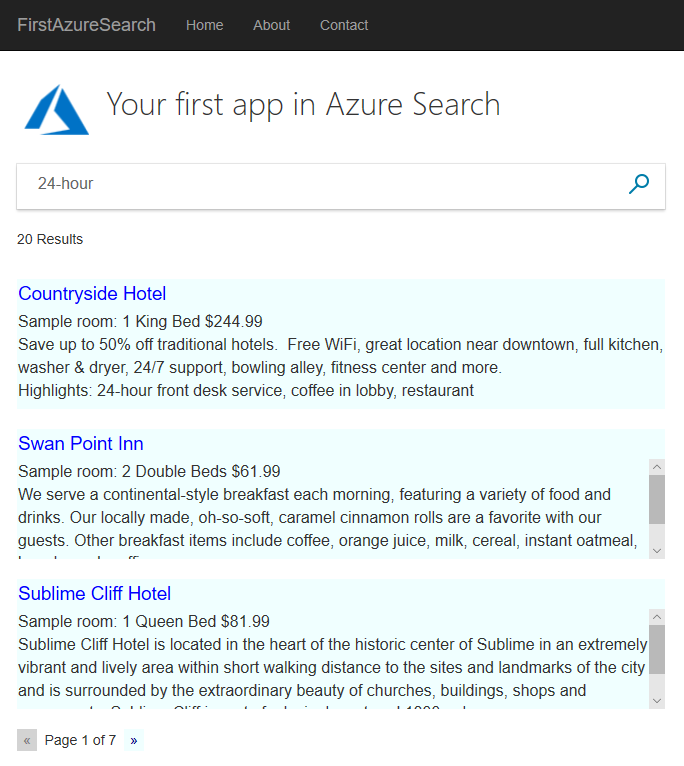 FirstAzureSearch Home About Contact
Your first app in Azure Search
24-hour
20 Results
Countryside Hotel
Sample room: 1 King Bed $244.99
Save up to 50% off traditional hotels. Free WiFi, great location near downtown, full kitchen,
washer & dryer, 24/7 support, bowling alley, fitness center and more.
Highlights: 24-hour front desk service, coffee in lobby, restaurant
Swan Point Inn
Sample room: 2 Double Beds $61.99
We serve a continental-style breakfast each morning, featuring a variety of food and
drinks. Our locally made, oh-so-soft, caramel cinnamon rolls are a favorite with our
guests. Other breakfast items include coffee, orange juice, milk, cereal, instant oatmeal,
Sublime Cliff Hotel
Sample room: 1 Queen Bed $81.99
Sublime Cliff Hotel is located in the heart of the historic center of Sublime in an extremely
vibrant and lively area within short walking distance to the sites and landmarks of the city
and is surrounded by the extraordinary beauty of churches, buildings, shops and
« Page 1 of 7 »